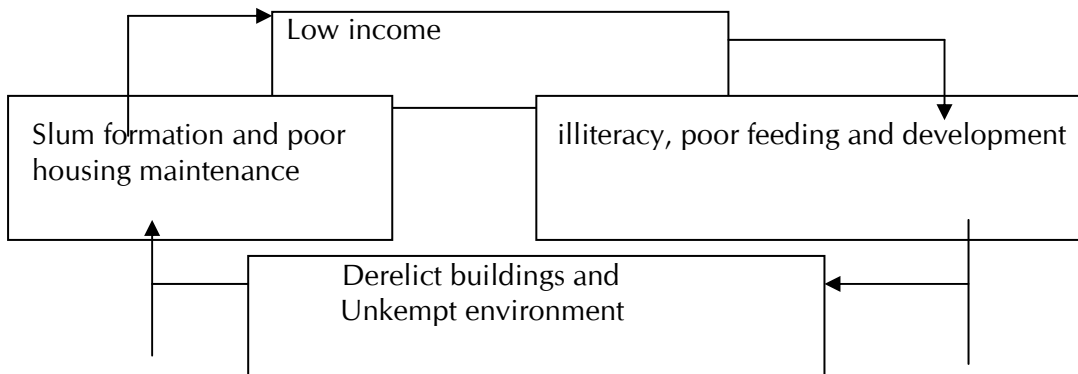 Low income
Slum formation and poor
housing maintenance
illiteracy, poor feeding and development
Derelict buildings and
Unkempt environment